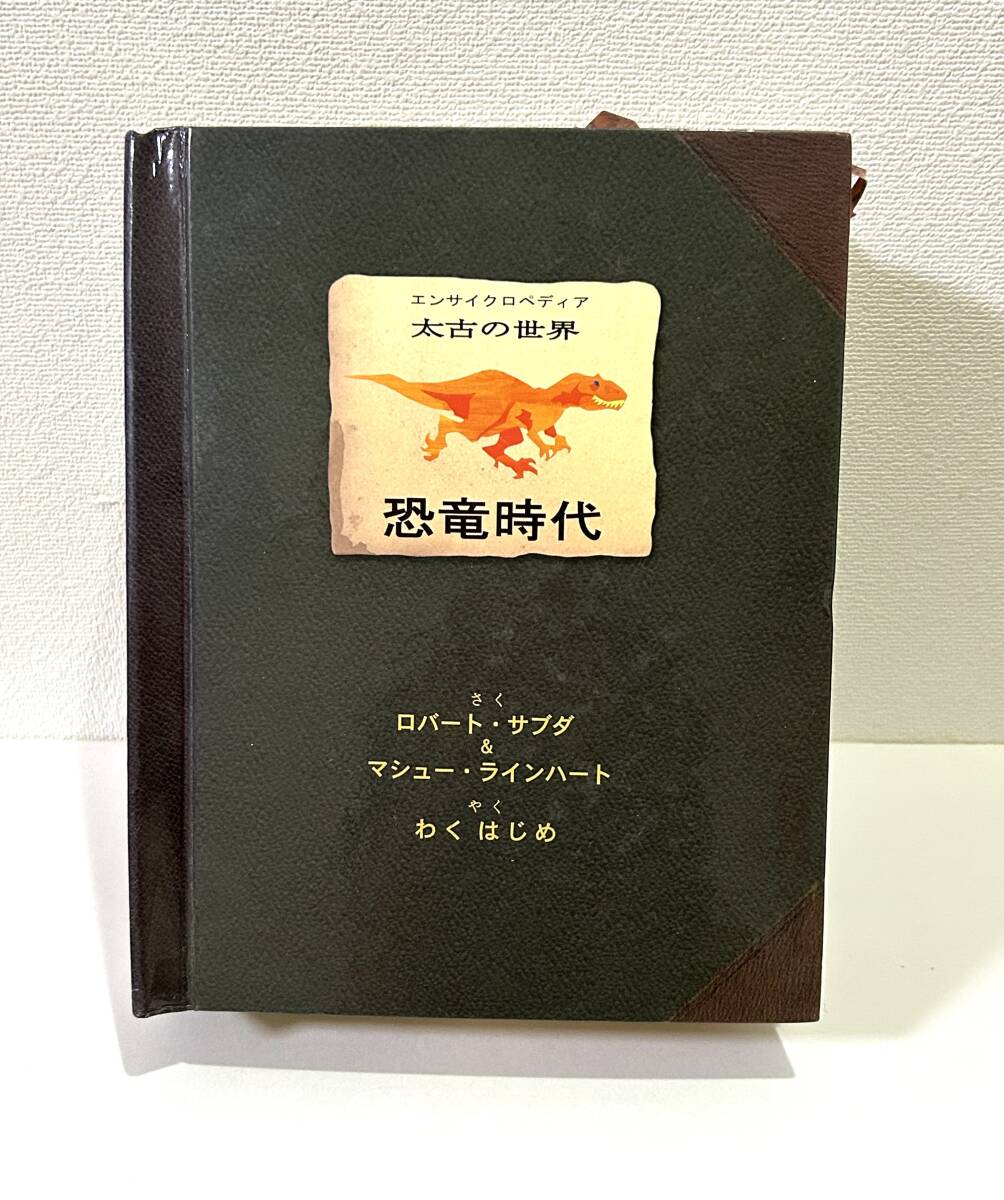 エンサイクロペディア
太古の世界
恐竜時代
さく
ロバート・サブダ
&
マシュー・ラインハート
やく
わく はじめ